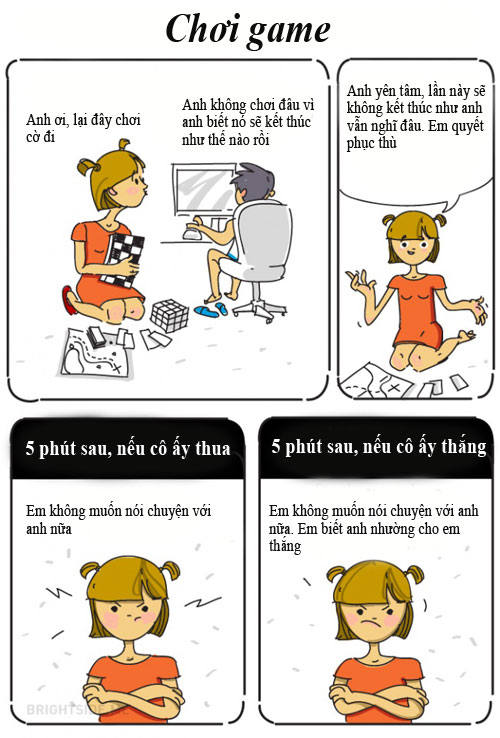 Chơi game
Anh ơi, lại đây chơi
cờ đi
Anh không chơi đâu vì
anh biết nó sẽ kết thúc
như thế nào rồi
Anh yên tâm, lần này sẽ
không kết thúc như anh
vẫn nghĩ đâu. Em quyết
phục thù
5 phút sau, nếu cô ấy thua
Em không muốn nói chuyện với
anh nữa
5 phút sau, nếu cô ấy thắng
Em không muốn nói chuyện với anh
nữa. Em biết anh nhường cho em
thắng
BRIGHTSIDE.ME